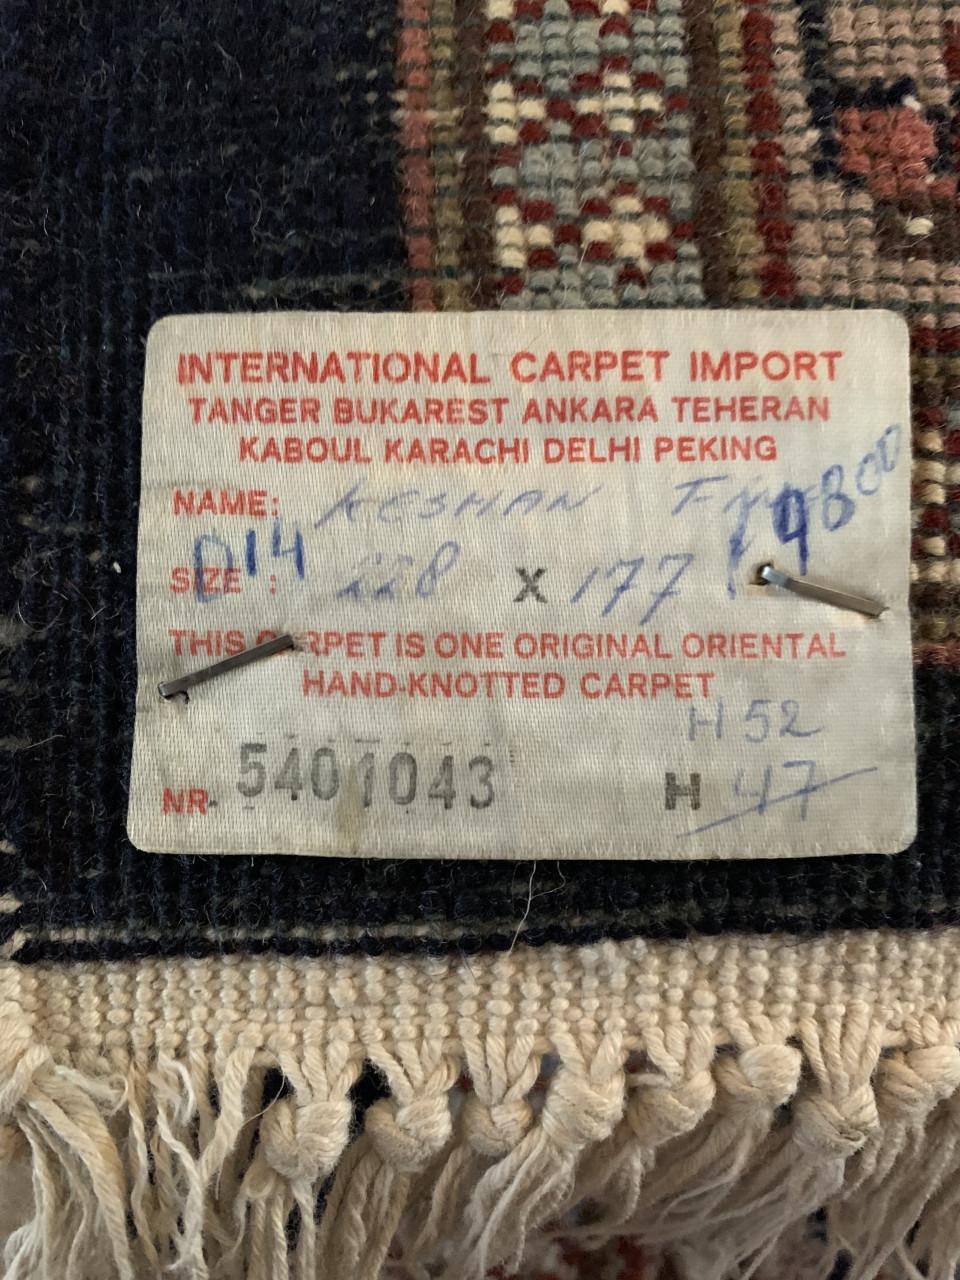 INTERNATIONAL CARPET IMPORT
TANGER BUKAREST ANKARA TEHERAN
KABOUL KARACHI DELHI PEKING
NAME: KESHMAN
D14
SIZE : 228 X 177
THIS CARPET IS ONE ORIGINAL ORIENTAL
HAND-KNOTTED CARPET
H 52
NR. 5401043 H 47